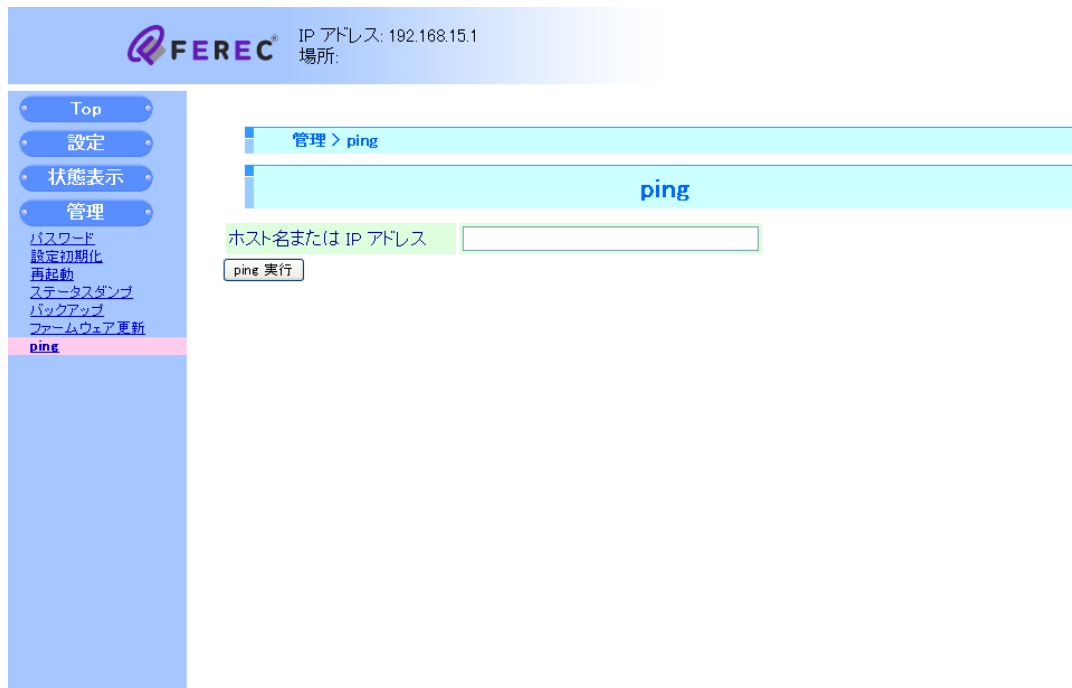 FEREC®
IP アドレス: 192.168.15.1
場所:
Top
設定
状態表示
管理
パスワード
設定初期化
再起動
ステータスダンプ
バックアップ
ファームウェア更新
ping
管理 > ping
ping
ホスト名または IP アドレス
ping 実行